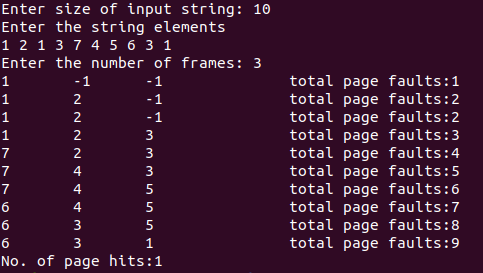 Enter size of input string: 10
Enter the string elements
1 2 1 3 7 4 5 6 3 1
Enter the number of frames: 3
1 -1 -1 total page faults:1
1 2 -1 total page faults:2
1 2 -1 total page faults:2
1 2 3 total page faults:3
7 2 3 total page faults:4
7 4 3 total page faults:5
7 4 5 total page faults:6
6 4 5 total page faults:7
6 3 5 total page faults:8
6 3 1 total page faults:9
No. of page hits:1